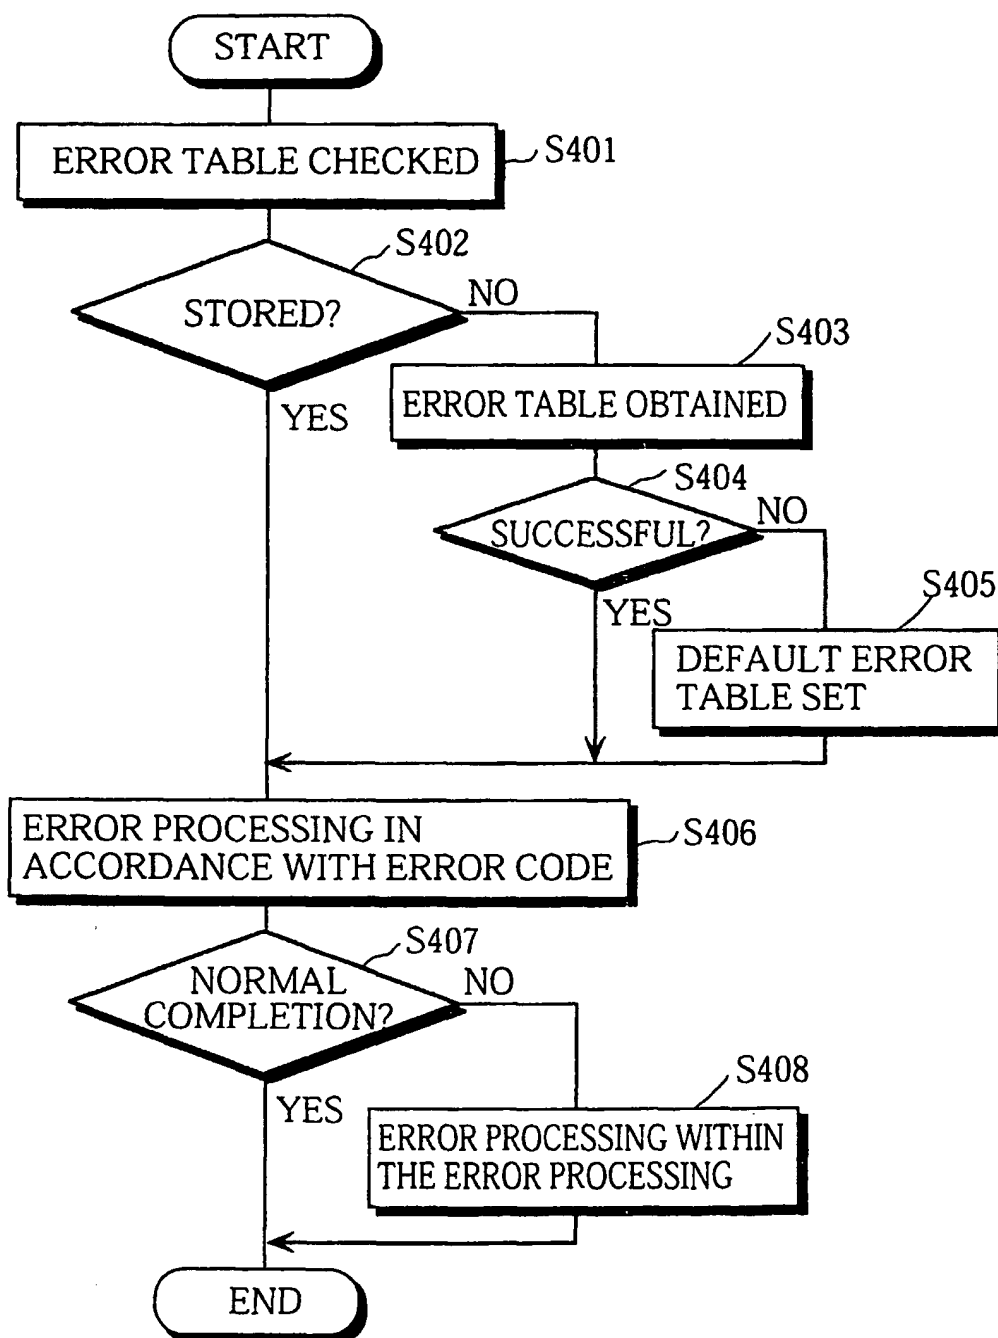 START
ERROR TABLE CHECKED
S401
S402
STORED?
NO
YES
S403
ERROR TABLE OBTAINED
S404
SUCCESSFUL?
NO
YES
S405
DEFAULT ERROR
TABLE SET
ERROR PROCESSING IN
ACCORDANCE WITH ERROR CODE
S406
S407
NORMAL
COMPLETION?
NO
YES
S408
ERROR PROCESSING WITHIN
THE ERROR PROCESSING
END